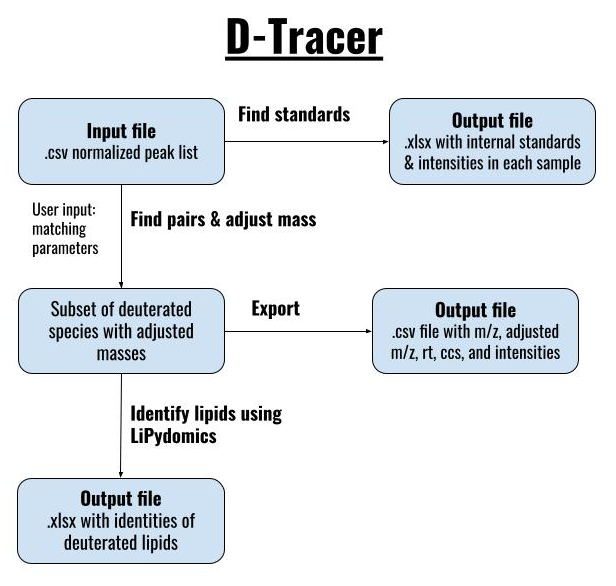 D-Tracer
Input file
.csv normalized peak list
Find standards
Output file
.xlsx with internal standards
& intensities in each sample
User input:
matching
parameters
Find pairs & adjust mass
Subset of deuterated
species with adjusted
masses
Export
Output file
.csv file with m/z, adjusted
m/z, rt, ccs, and intensities
Identify lipids using
LiPydomics
Output file
.xlsx with identities of
deuterated lipids